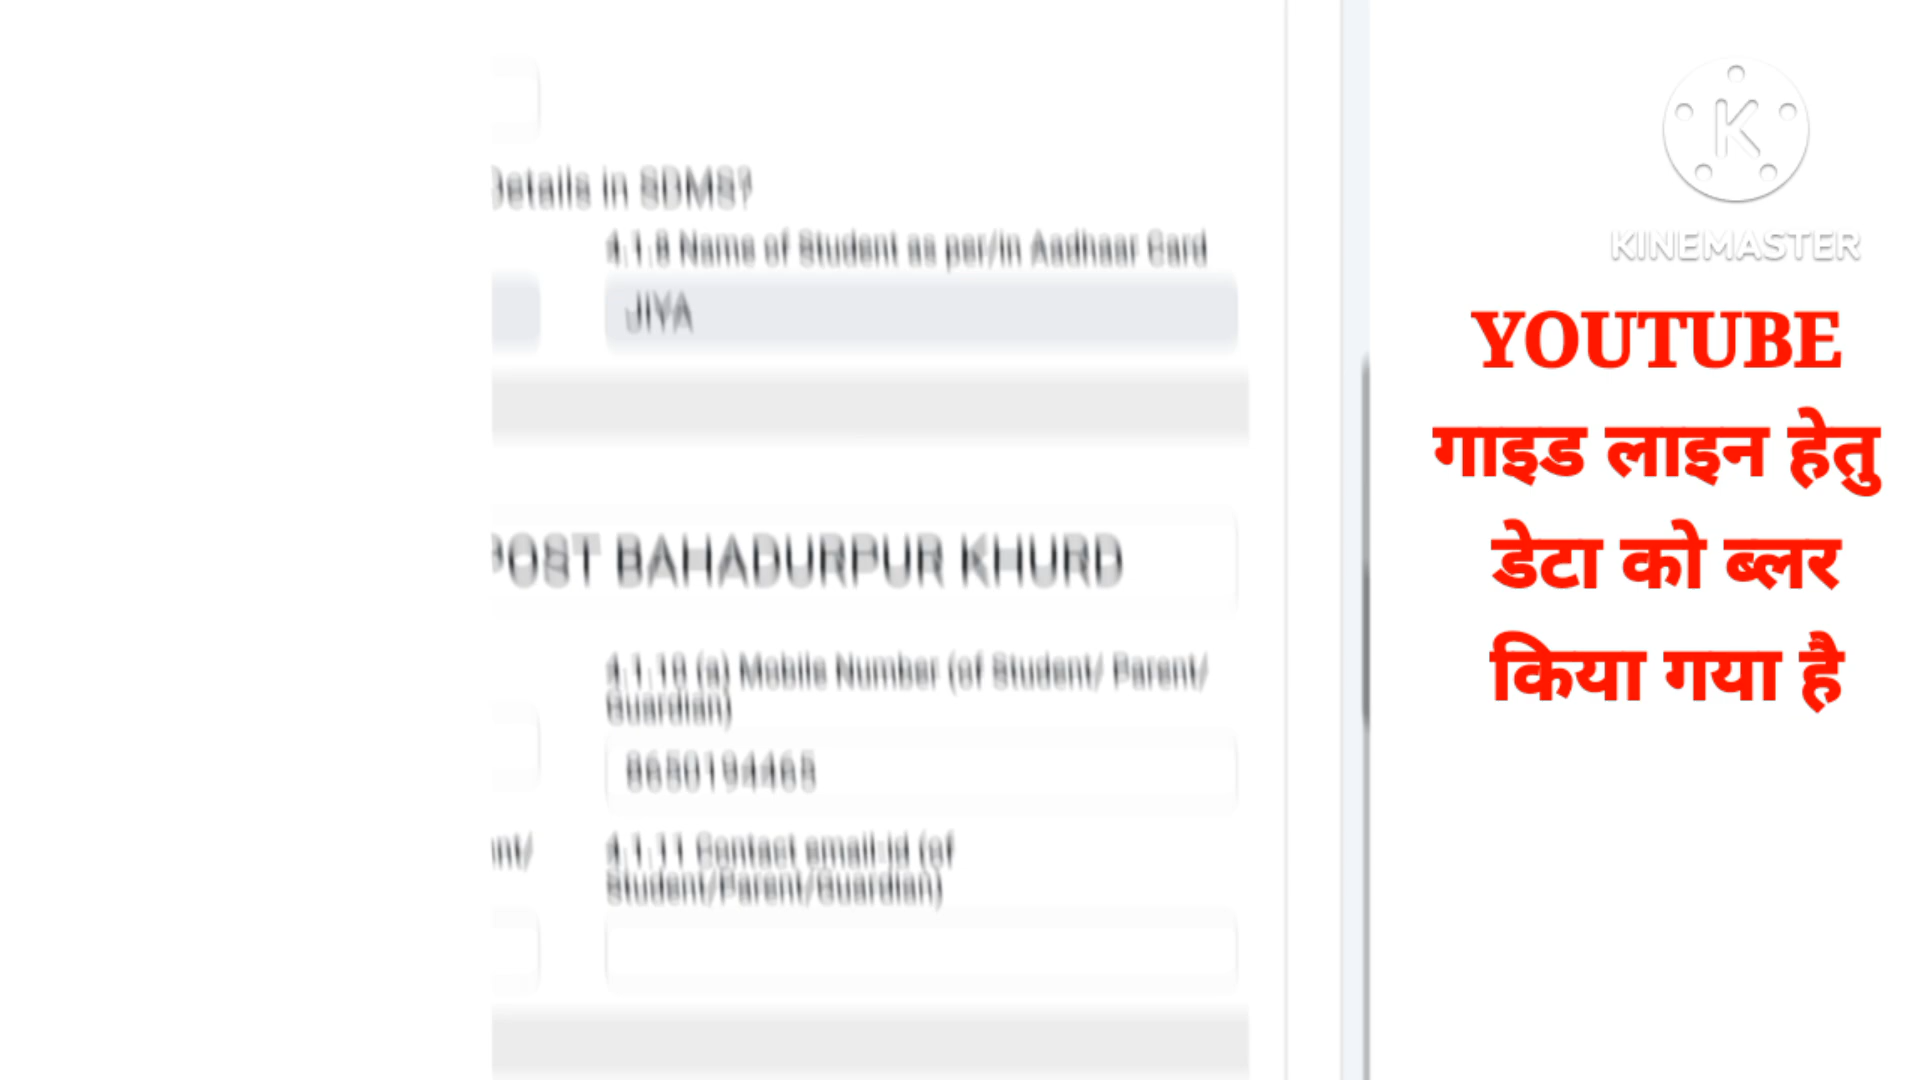 Details in SDMS?
4.1.8 Name of Student as per/in Aadhaar Card
JIYA
POST BAHADURPUR KHURD
4.1.10 (a) Mobile Number (of Student/ Parent/
Guardian)
4.1.11 Contact email-id (of
Student/Parent/Guardian)
KINEMASTER
YOUTUBE
गाइड लाइन हेतु
डेटा को ब्लर
किया गया है